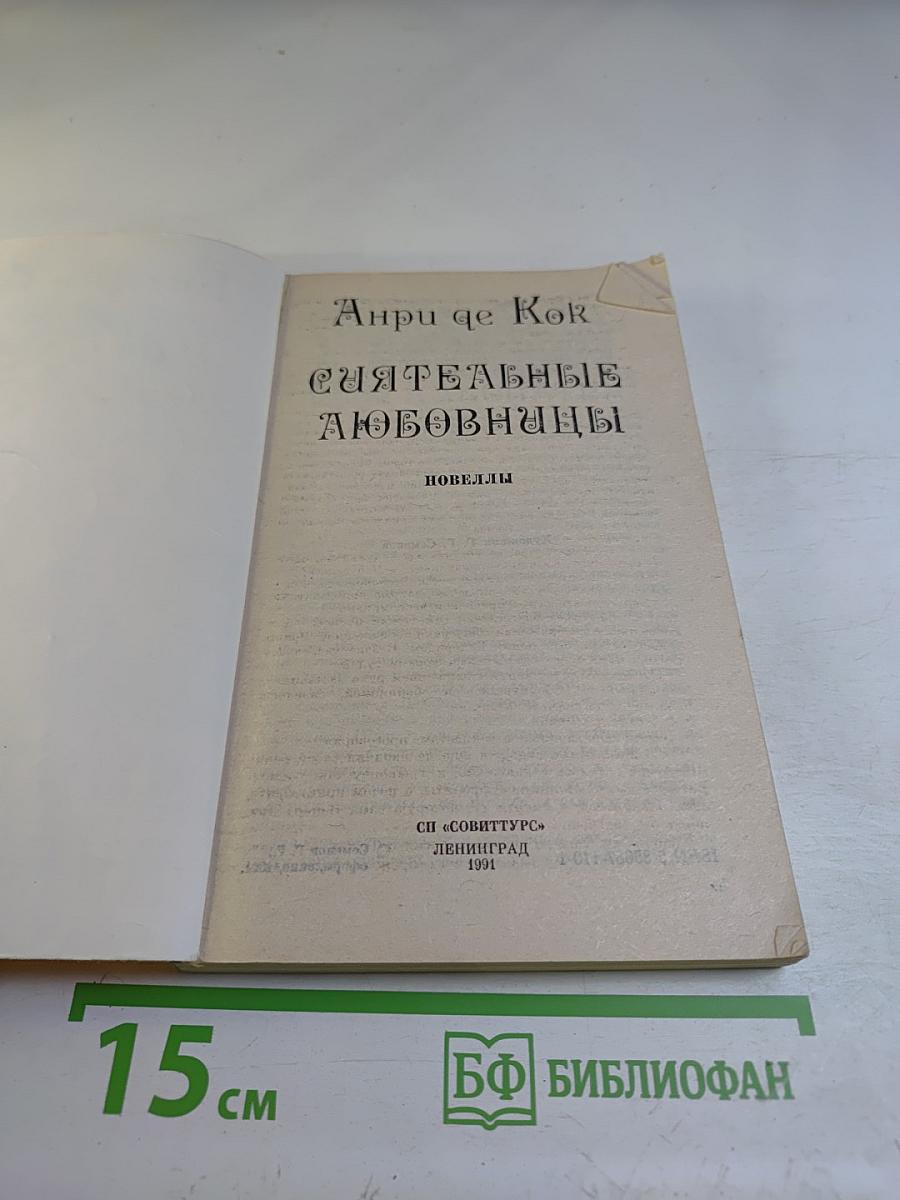 Анри де Кок
СИЯТЕЛЬНЫЕ
ЛЮБОВНИЦЫ
НОВЕЛЛЫ
СП «СОВИТТУРС»
ЛЕНИНГРАД
1991
15 см
БФ БИБЛИОФАН